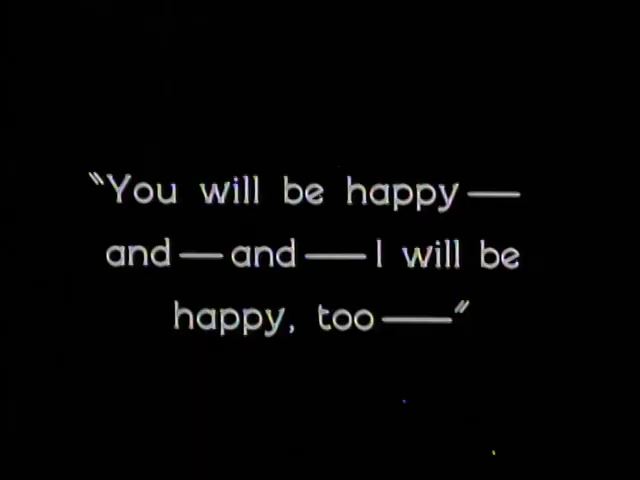 "You will be happy—
and—and—I will be
happy, too—"